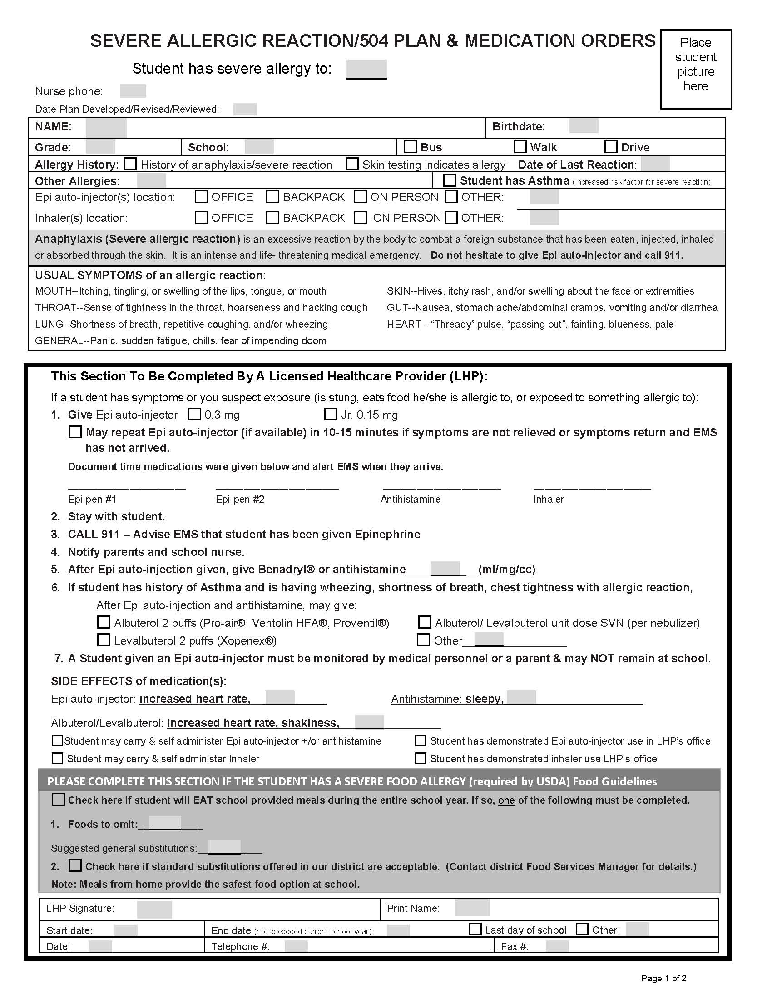 SEVERE ALLERGIC REACTION/504 PLAN & MEDICATION ORDERS
Place
student
picture
here
Student has severe allergy to:
Nurse phone:
Date Plan Developed/Revised/Reviewed:
NAME: Birthdate:
Grade: School: Bus Walk Drive
Allergy History: History of anaphylaxis/severe reaction Skin testing indicates allergy Date of Last Reaction:
Other Allergies: Student has Asthma (increased risk factor for severe reaction)
Epi auto-injector(s) location: OFFICE BACKPACK ON PERSON OTHER:
Inhaler(s) location: OFFICE BACKPACK ON PERSON OTHER:
Anaphylaxis (Severe allergic reaction) is an excessive reaction by the body to combat a foreign substance that has been eaten, injected, inhaled
or absorbed through the skin. It is an intense and life- threatening medical emergency. Do not hesitate to give Epi auto-injector and call 911.
USUAL SYMPTOMS of an allergic reaction:
MOUTH--Itching, tingling, or swelling of the lips, tongue, or mouth SKIN--Hives, itchy rash, and/or swelling about the face or extremities
THROAT--Sense of tightness in the throat, hoarseness and hacking cough GUT--Nausea, stomach ache/abdominal cramps, vomiting and/or diarrhea
LUNG--Shortness of breath, repetitive coughing, and/or wheezing HEART --“Thready” pulse, “passing out”, fainting, blueness, pale
GENERAL--Panic, sudden fatigue, chills, fear of impending doom
This Section To Be Completed By A Licensed Healthcare Provider (LHP):
If a student has symptoms or you suspect exposure (is stung, eats food he/she is allergic to, or exposed to something allergic to):
1. Give Epi auto-injector 0.3 mg Jr. 0.15 mg
May repeat Epi auto-injector (if available) in 10-15 minutes if symptoms are not relieved or symptoms return and EMS
has not arrived.
Document time medications were given below and alert EMS when they arrive.
Epi-pen #1 Epi-pen #2 Antihistamine Inhaler
2. Stay with student.
3. CALL 911 – Advise EMS that student has been given Epinephrine
4. Notify parents and school nurse.
5. After Epi auto-injection given, give Benadryl® or antihistamine (ml/mg/cc)
6. If student has history of Asthma and is having wheezing, shortness of breath, chest tightness with allergic reaction,
After Epi auto-injection and antihistamine, may give:
Albuterol 2 puffs (Pro-air®, Ventolin HFA®, Proventil®) Albuterol/ Levalbuterol unit dose SVN (per nebulizer)
Levalbuterol 2 puffs (Xopenex®) Other
7. A Student given an Epi auto-injector must be monitored by medical personnel or a parent & may NOT remain at school.
SIDE EFFECTS of medication(s):
Epi auto-injector: increased heart rate, Antihistamine: sleepy,
Albuterol/Levalbuterol: increased heart rate, shakiness,
Student may carry & self administer Epi auto-injector +/or antihistamine Student has demonstrated Epi auto-injector use in LHP’s office
Student may carry & self administer Inhaler Student has demonstrated inhaler use LHP’s office
PLEASE COMPLETE THIS SECTION IF THE STUDENT HAS A SEVERE FOOD ALLERGY (required by USDA) Food Guidelines
Check here if student will EAT school provided meals during the entire school year. If so, one of the following must be completed.
1. Foods to omit:
Suggested general substitutions:
2. Check here if standard substitutions offered in our district are acceptable. (Contact district Food Services Manager for details.)
Note: Meals from home provide the safest food option at school.
LHP Signature: Print Name:
Start date: End date (not to exceed current school year): Last day of school Other:
Date: Telephone #: Fax #:
Page 1 of 2